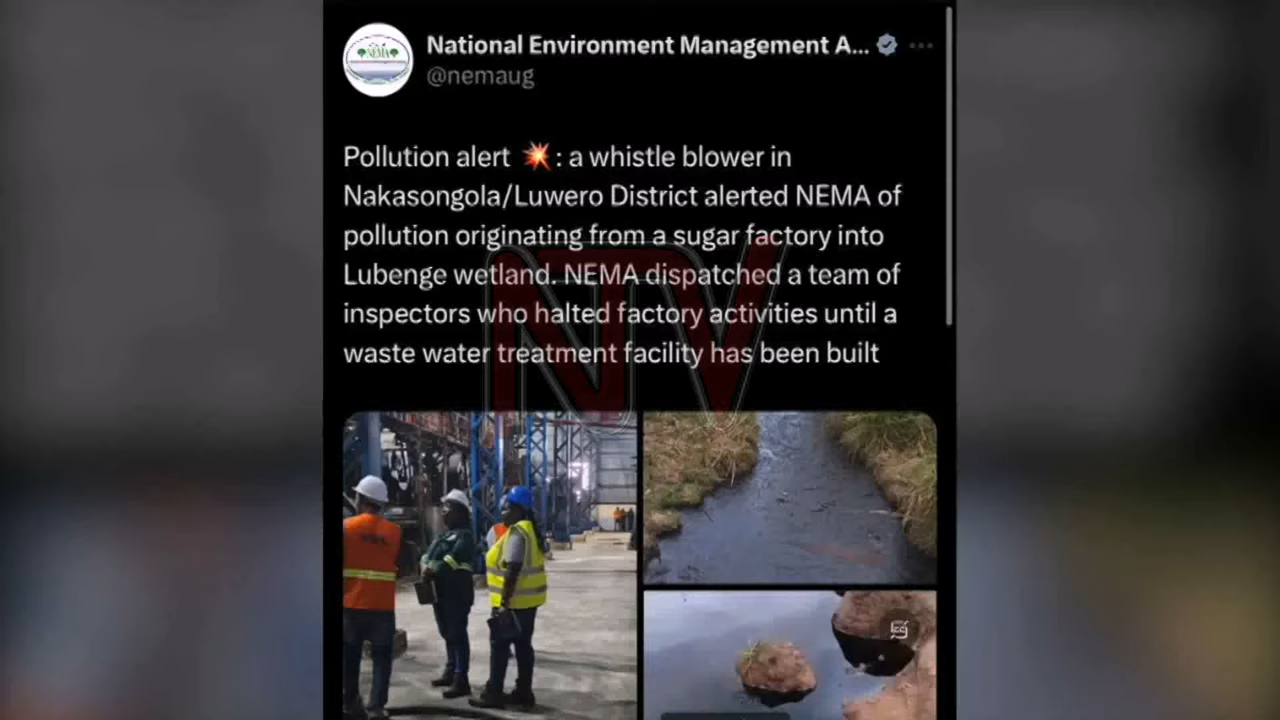 NEMA
National Environment Management A...
@nemaug
Pollution alert 💥: a whistle blower in
Nakasongola/Luwero District alerted NEMA of
pollution originating from a sugar factory into
Lubenge wetland. NEMA dispatched a team of
inspectors who halted factory activities until a
waste water treatment facility has been built
NTV